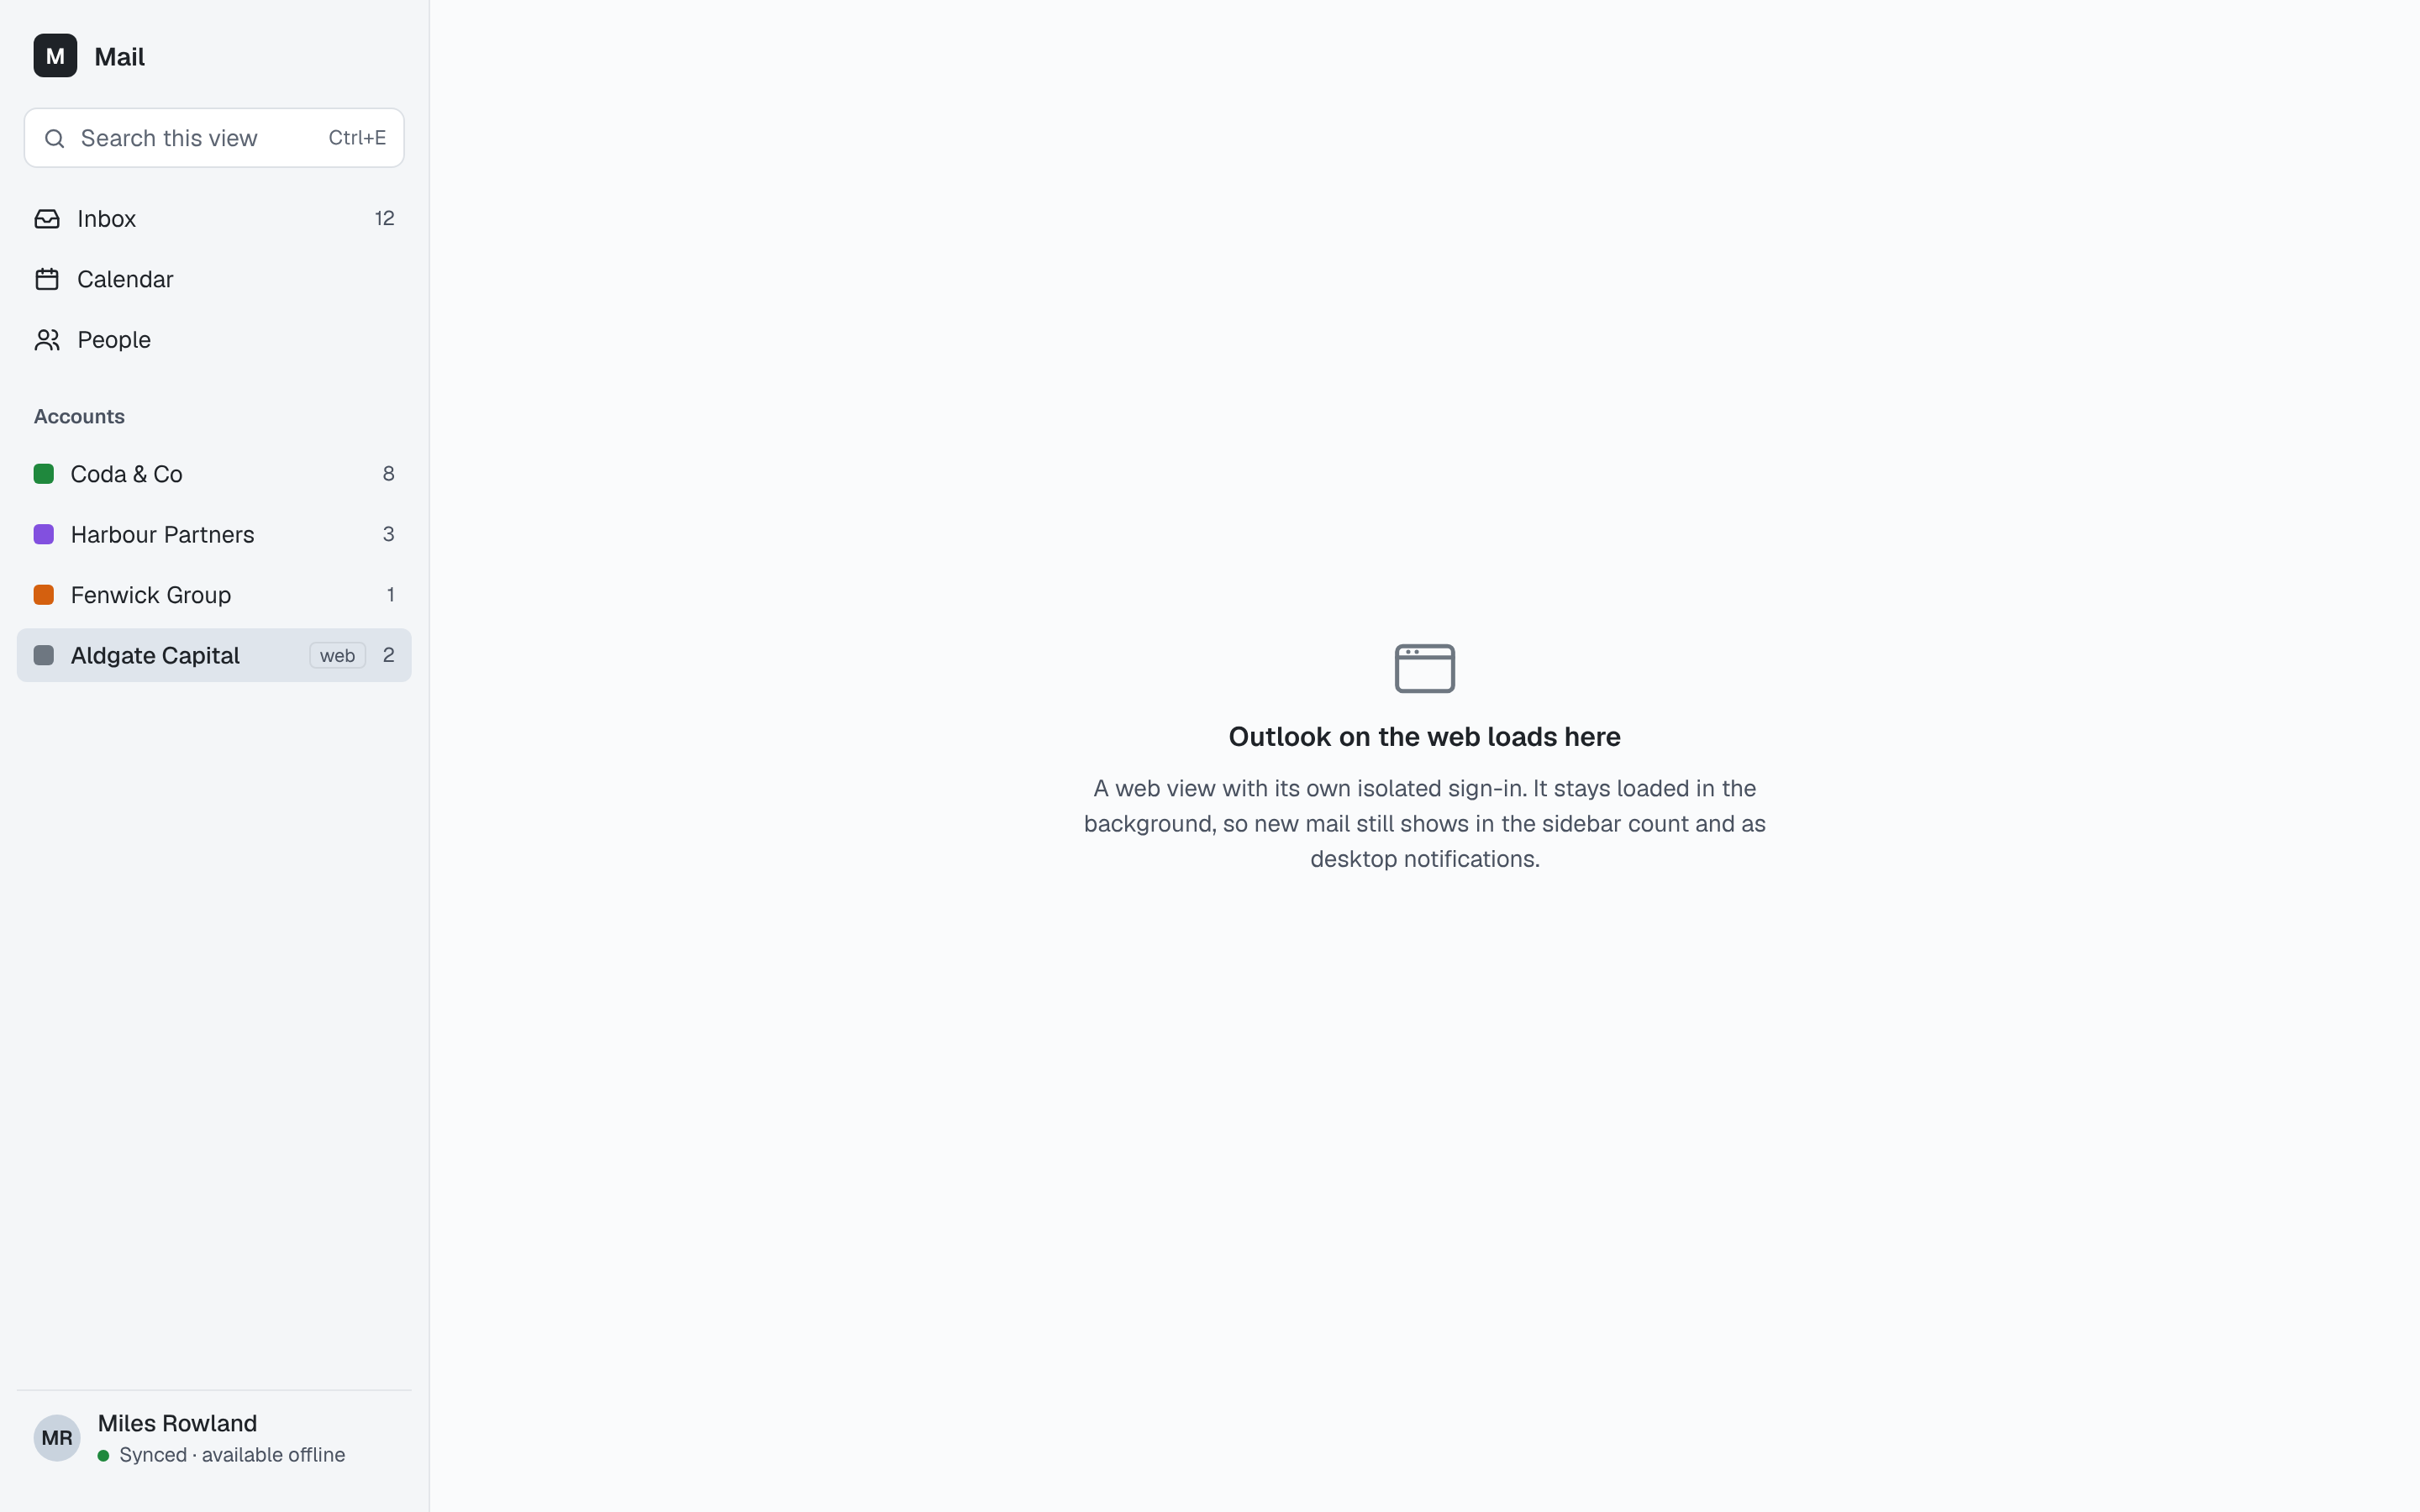 M Mail
Search this view Ctrl+E
Inbox 12
Calendar
People
Accounts
Coda & Co 8
Harbour Partners 3
Fenwick Group 1
Aldgate Capital web 2
Outlook on the web loads here
A web view with its own isolated sign-in. It stays loaded in the
background, so new mail still shows in the sidebar count and as
desktop notifications.
MR Miles Rowland
Synced · available offline